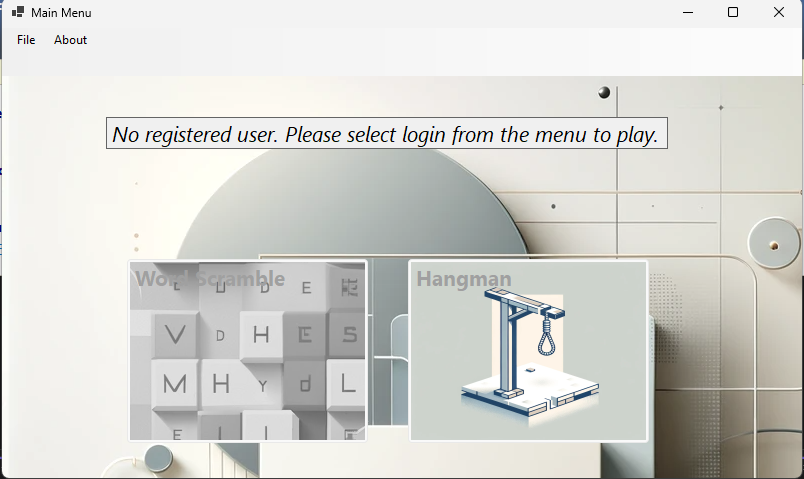 Main Menu
File About
No registered user. Please select login from the menu to play.
Word Scramble
Hangman
L U D E
V D H E S
M H y d L
E I